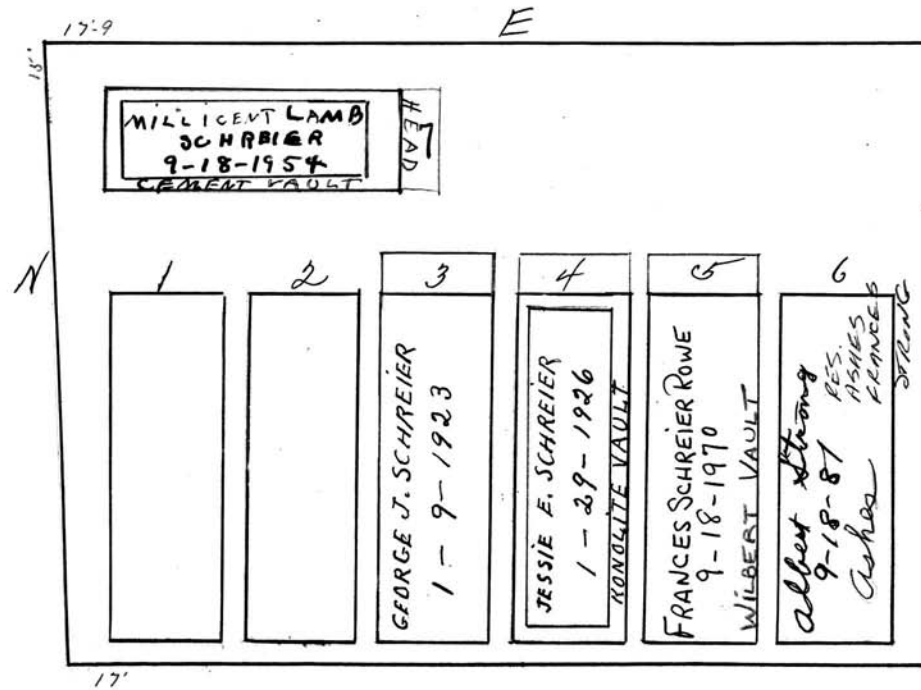 17-9
E
15'
MILLICENT LAMB
SCHREIER
9-18-1954
CEMENT VAULT
HEAD
7
N
1
2
3
4
5
6
GEORGE J. SCHREIER
1-9-1923
JESSIE E. SCHREIER
1-29-1926
KONOLITE VAULT
FRANCES SCHREIER ROWE
9-18-1970
WILBERT VAULT
Albert Strong
9-18-87
Ashes
RES.
ASHES
FRANCES
STRONG
17'